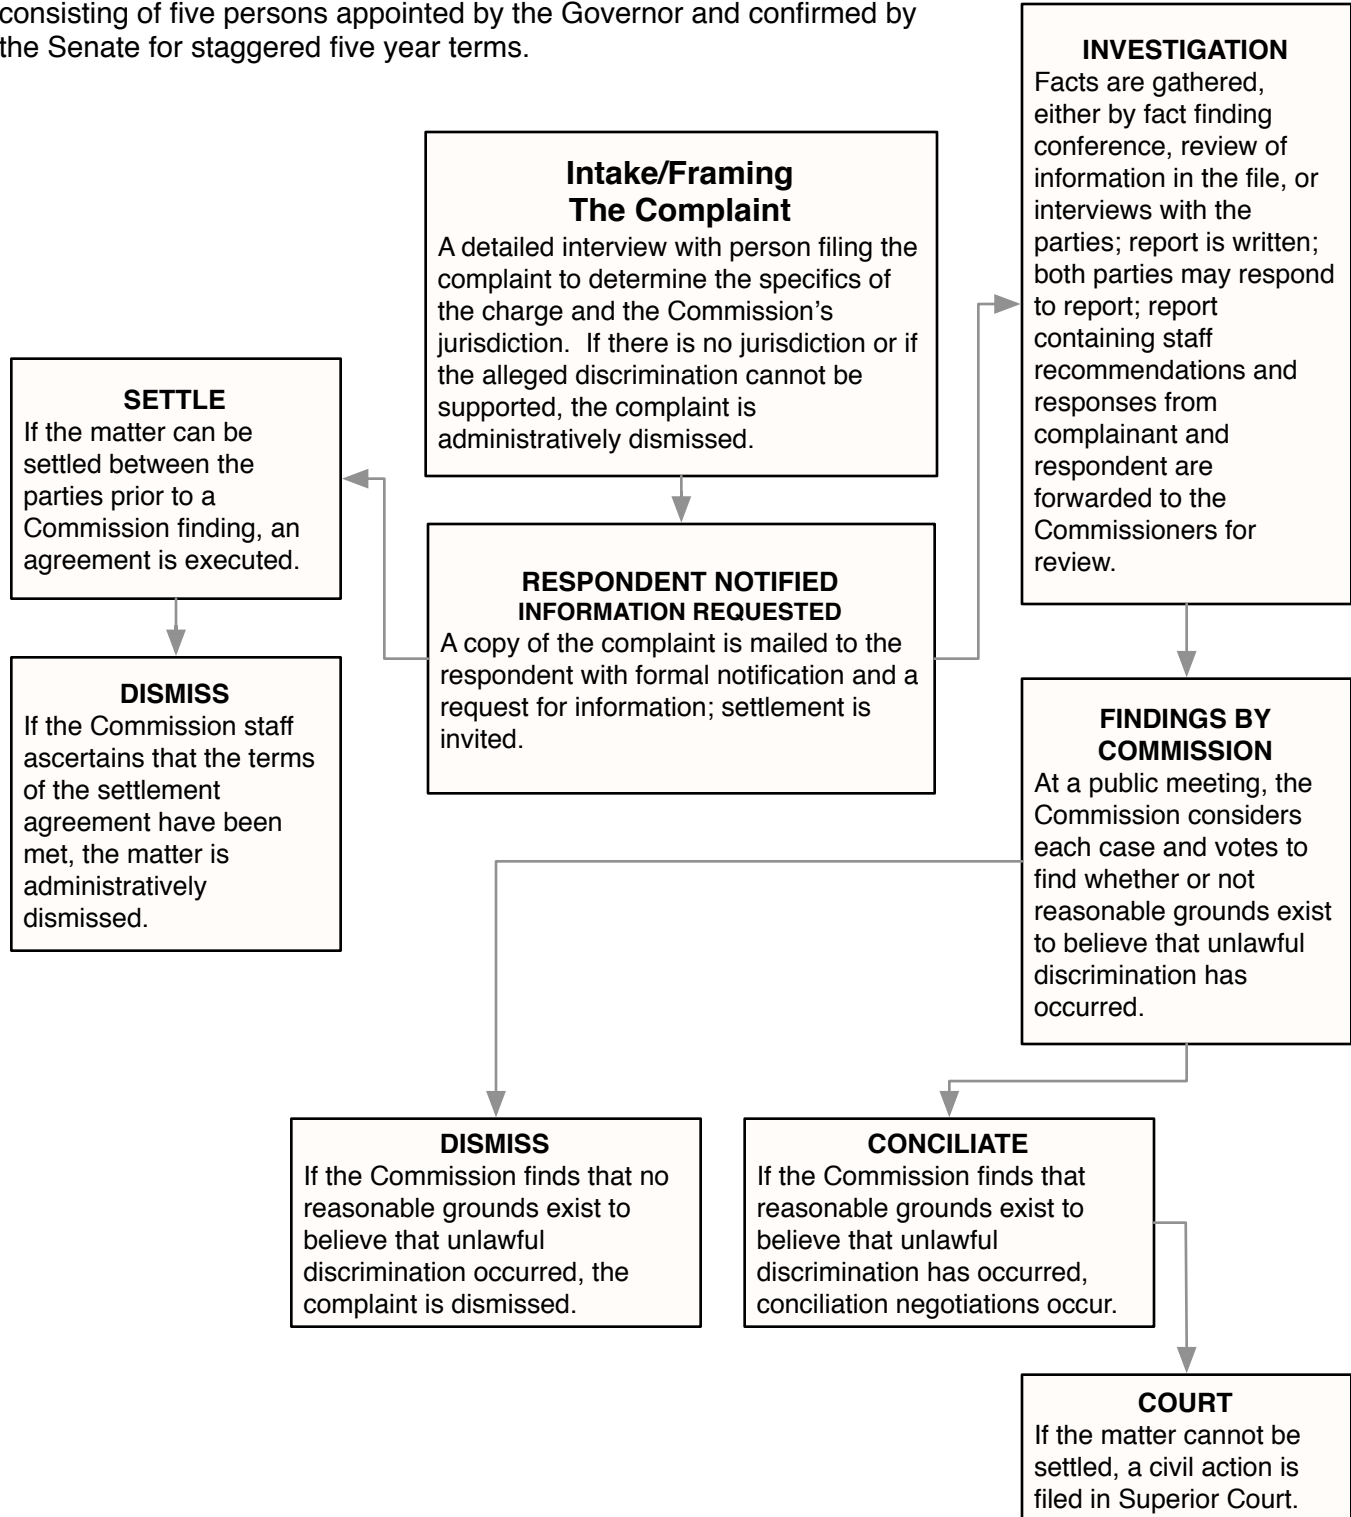 consisting of five persons appointed by the Governor and confirmed by
the Senate for staggered five year terms.
Intake/Framing
The Complaint
A detailed interview with person filing the
complaint to determine the specifics of
the charge and the Commission's
jurisdiction.  If there is no jurisdiction or if
the alleged discrimination cannot be
supported, the complaint is
administratively dismissed.
RESPONDENT NOTIFIED
INFORMATION REQUESTED
A copy of the complaint is mailed to the
respondent with formal notification and a
request for information; settlement is
invited.
SETTLE
If the matter can be
settled between the
parties prior to a
Commission finding, an
agreement is executed.
DISMISS
If the Commission staff
ascertains that the terms
of the settlement
agreement have been
met, the matter is
administratively
dismissed.
INVESTIGATION
Facts are gathered,
either by fact finding
conference, review of
information in the file, or
interviews with the
parties; report is written;
both parties may respond
to report; report
containing staff
recommendations and
responses from
complainant and
respondent are
forwarded to the
Commissioners for
review.
FINDINGS BY
COMMISSION
At a public meeting, the
Commission considers
each case and votes to
find whether or not
reasonable grounds exist
to believe that unlawful
discrimination has
occurred.
DISMISS
If the Commission finds that no
reasonable grounds exist to
believe that unlawful
discrimination occurred, the
complaint is dismissed.
CONCILIATE
If the Commission finds that
reasonable grounds exist to
believe that unlawful
discrimination has occurred,
conciliation negotiations occur.
COURT
If the matter cannot be
settled, a civil action is
filed in Superior Court.